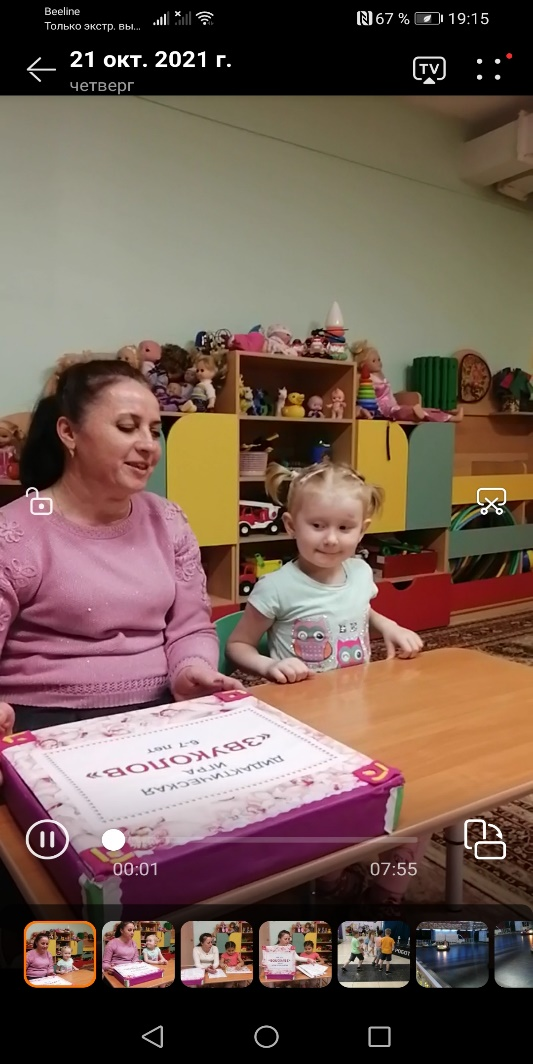 Beeline
Только экстр. вы...
67 %
19:15
21 окт. 2021 г.
четверг
TV
ДИДАКТИЧЕСКАЯ
ИГРА
«ЗВУКОЛОВ»
6-7 лет
00:01
07:55